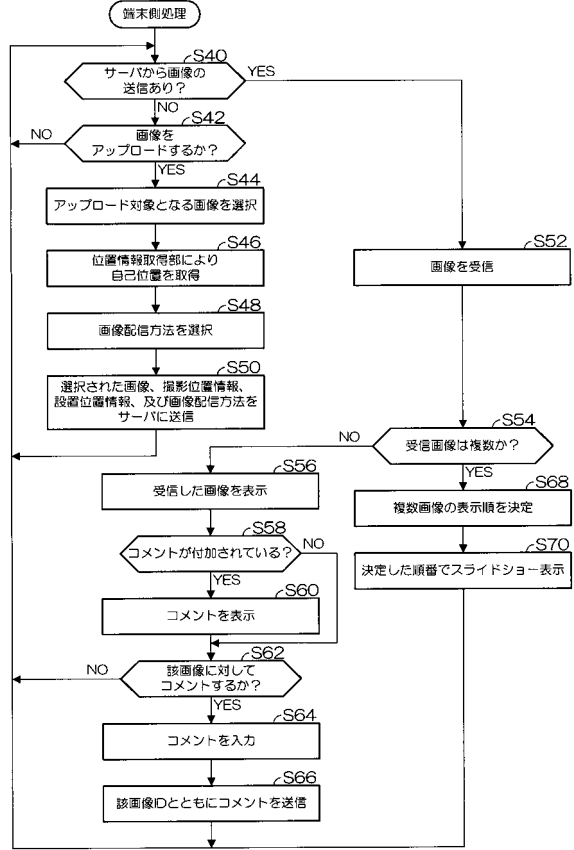 端末側処理
S40
サーバから画像の
送信あり？
YES
NO
S42
画像を
アップロードするか？
NO
YES
S44
アップロード対象となる画像を選択
S46
位置情報取得部により
自己位置を取得
S48
画像配信方法を選択
S50
選択された画像、撮影位置情報、
設置位置情報、及び画像配信方法を
サーバに送信
S52
画像を受信
S54
受信画像は複数か？
NO
YES
S56
受信した画像を表示
S58
コメントが付加されている？
NO
YES
S60
コメントを表示
S62
該画像に対して
コメントするか？
NO
YES
S64
コメントを入力
S66
該画像IDとともにコメントを送信
S68
複数画像の表示順を決定
S70
決定した順番でスライドショー表示